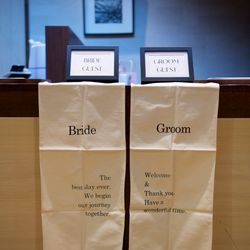 BRIDE
GUEST
GROOM
GUEST
Bride
The
best day ever.
We begin
our journey
together.
Groom
Welcome
&
Thank you
Have a
wonderful time.